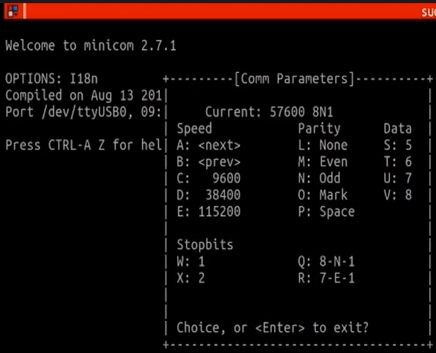 suc
Welcome to minicom 2.7.1
OPTIONS: I18n +---------[Comm Parameters]----------+
Compiled on Aug 13 201| |
Port /dev/ttyUSB0, 09:| Current: 57600 8N1 |
| Speed Parity Data |
Press CTRL-A Z for hel| A: <next> L: None S: 5 |
| B: <prev> M: Even T: 6 |
| C: 9600 N: Odd U: 7 |
| D: 38400 O: Mark V: 8 |
| E: 115200 P: Space |
| |
| Stopbits |
| W: 1 Q: 8-N-1 |
| X: 2 R: 7-E-1 |
| |
| |
| Choice, or <Enter> to exit? |
+------------------------------------+